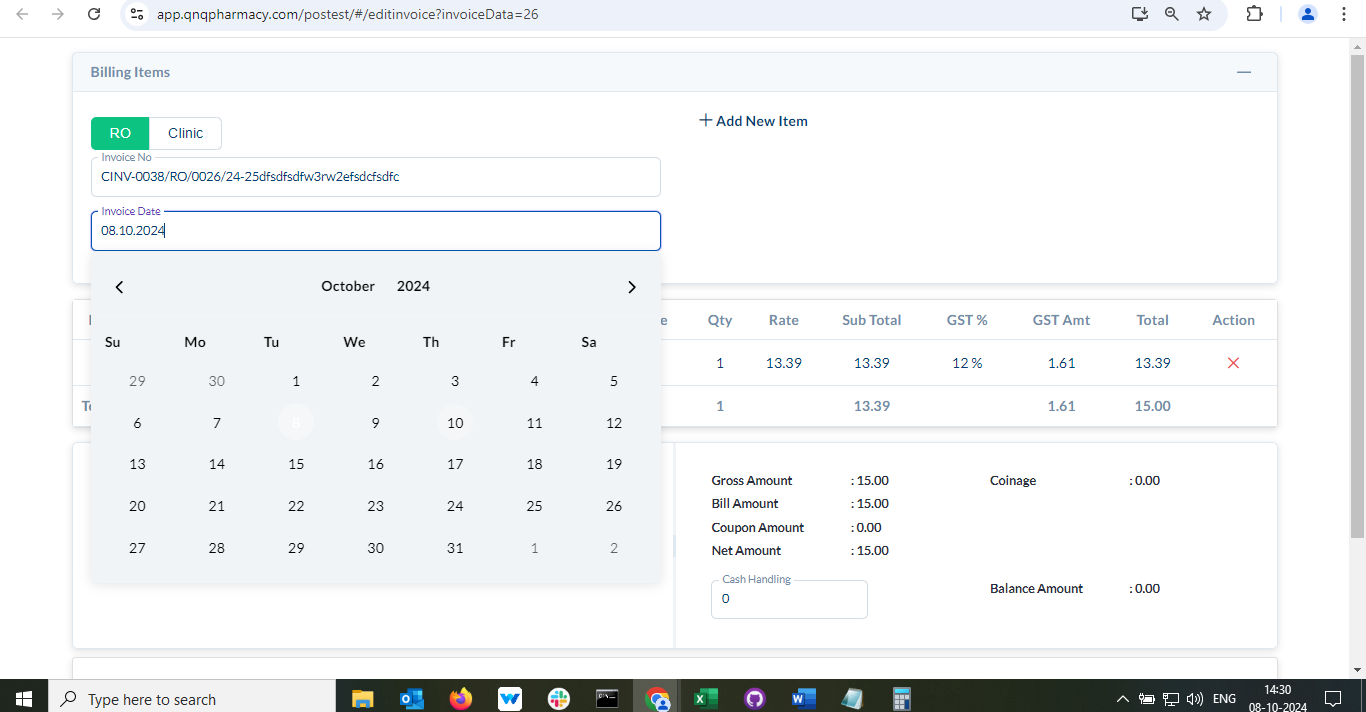 app.qnqpharmacy.com/postest/#/editinvoice?invoiceData=26
Billing Items
RO Clinic
+ Add New Item
Invoice No
CINV-0038/RO/0026/24-25dfsdfsdfw3rw2efsdcfsdfc
Invoice Date
08.10.2024
October 2024
Su Mo Tu We Th Fr Sa
29 30 1 2 3 4 5
6 7 8 9 10 11 12
13 14 15 16 17 18 19
20 21 22 23 24 25 26
27 28 29 30 31 1 2
Qty Rate Sub Total GST % GST Amt Total Action
1 13.39 13.39 12 % 1.61 13.39
1 13.39 1.61 15.00
Gross Amount : 15.00 Coinage : 0.00
Bill Amount : 15.00
Coupon Amount : 0.00
Net Amount : 15.00
Cash Handling
0
Balance Amount : 0.00
Type here to search
ENG
14:30
08-10-2024